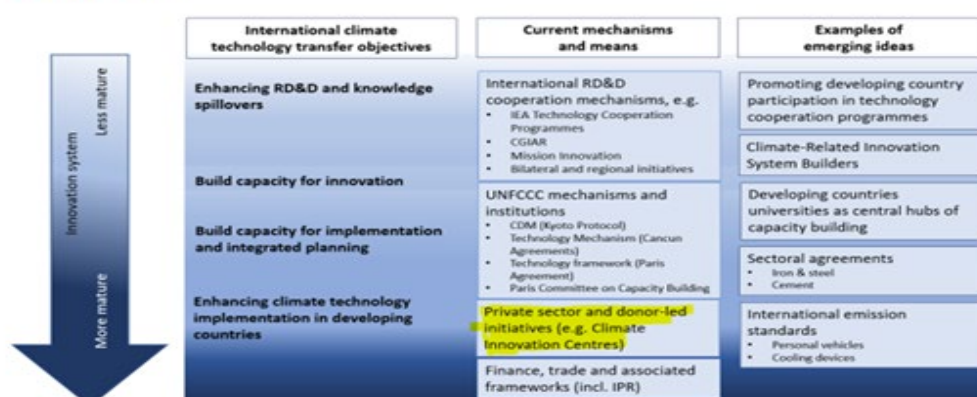 International climate
technology transfer objectives
Current mechanisms
and means
Examples of
emerging ideas
Innovation system
Less mature
More mature
Enhancing RD&D and knowledge
spillovers
Build capacity for innovation
Build capacity for implementation
and integrated planning
Enhancing climate technology
implementation in developing
countries
International RD&D
cooperation mechanisms, e.g.
• IEA Technology Cooperation
Programmes
• CGIAR
• Mission Innovation
• Bilateral and regional initiatives
UNFCCC mechanisms and
institutions
• CDM (Kyoto Protocol)
• Technology Mechanism (Cancun
Agreements)
• Technology framework (Paris
Agreement)
• Paris Committee on Capacity Building
Private sector and donor-led
initiatives (e.g. Climate
Innovation Centres)
Finance, trade and associated
frameworks (incl. IPR)
Promoting developing country
participation in technology
cooperation programmes
Climate-Related Innovation
System Builders
Developing countries
universities as central hubs of
capacity building
Sectoral agreements
• Iron & steel
• Cement
International emission
standards
• Personal vehicles
• Cooling devices